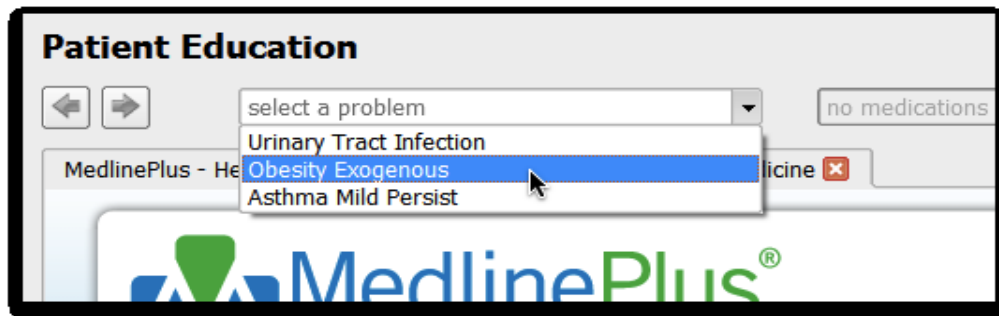 Patient Education
select a problem
no medications
Urinary Tract Infection
Obesity Exogenous
Asthma Mild Persist
MedlinePlus - He
licine
MedlinePlus®